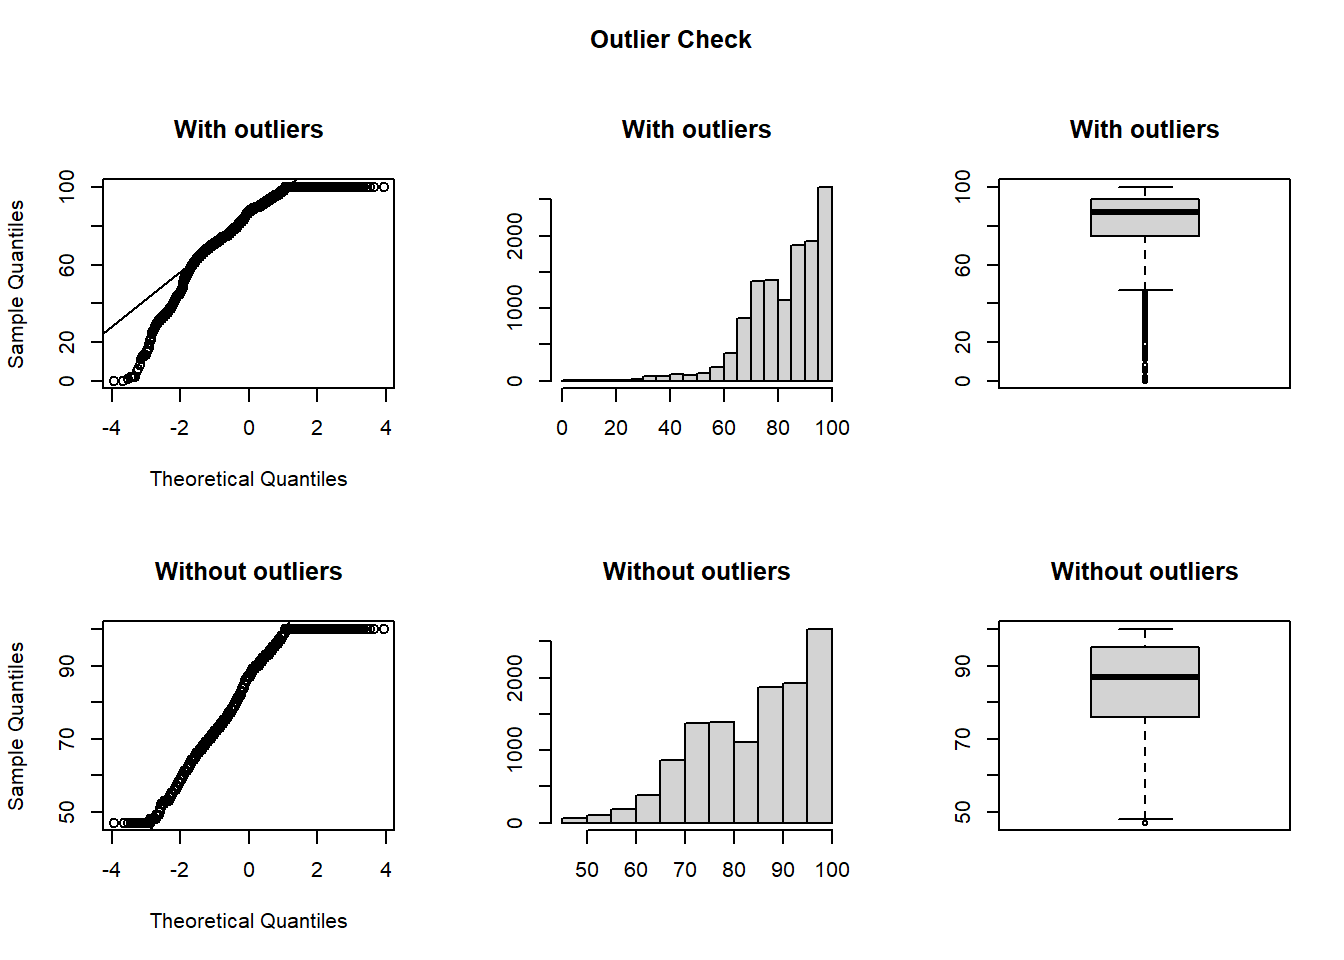 Outlier Check
With outliers
With outliers
With outliers
Sample Quantiles
0 20 60 100
-4 -2 0 2 4
Theoretical Quantiles
0 1000 2000
0 20 40 60 80 100
0 20 60 100
Without outliers
Without outliers
Without outliers
Sample Quantiles
50 70 90
-4 -2 0 2 4
Theoretical Quantiles
0 1000 2000
50 60 70 80 90 100
50 70 90